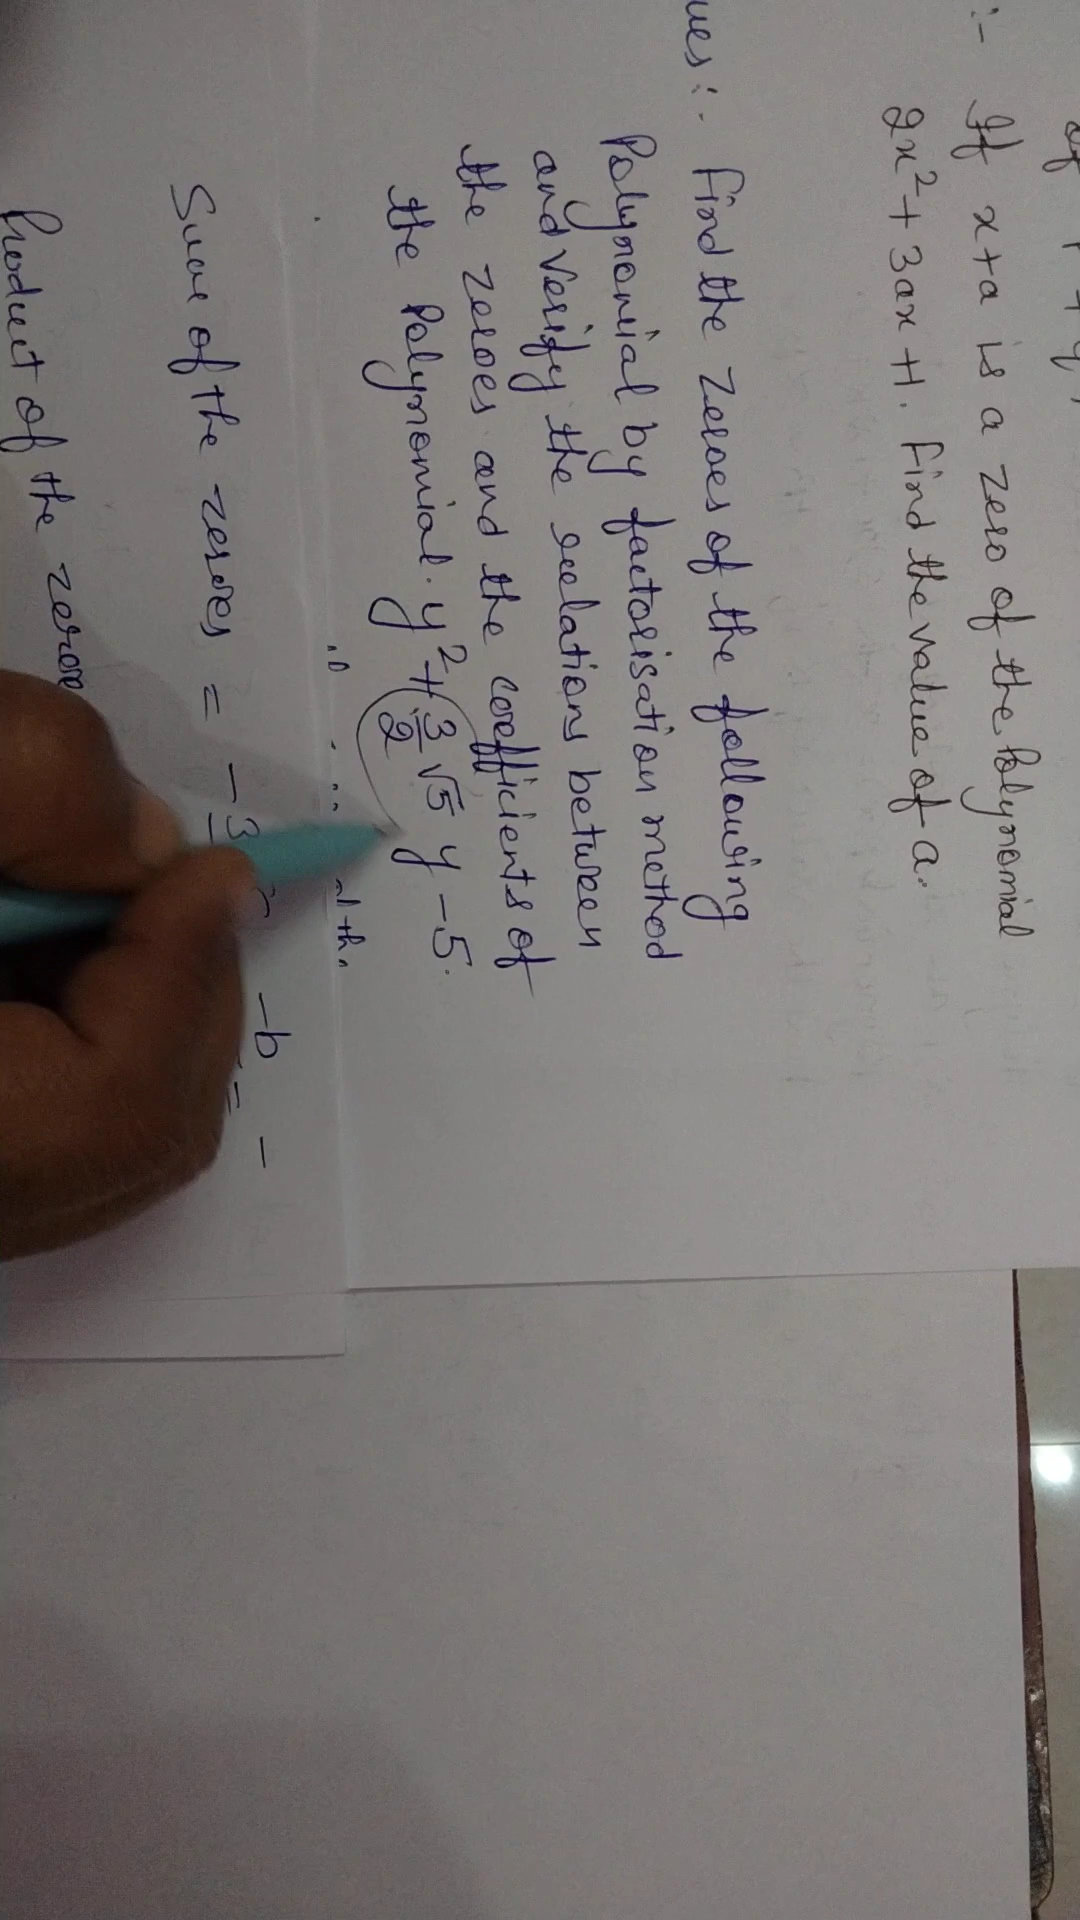 of
:- If x+a is a zero of the Polynomial
2x²+3ax+1. Find the value of a.
ues:- Find the zeroes of the following
Polynomial by factorisation method
and verify the relations between
the zeroes and the coefficients of
the Polynomial. y²+3/2√5 y -5.
Sum of the zeroes = -3 -b = -
Product of the